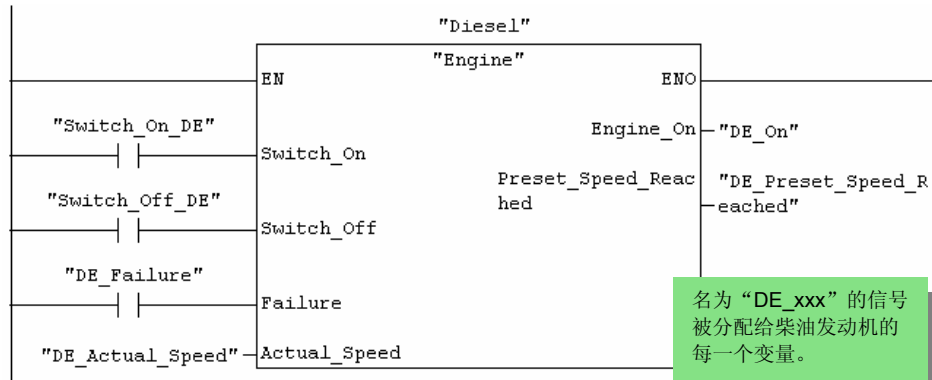 "Diesel"
"Engine"
EN
ENO
"Switch_On_DE"
Switch_On
Engine_On
"DE_On"
"Switch_Off_DE"
Switch_Off
Preset_Speed_Reac
hed
"DE_Preset_Speed_R
eached"
"DE_Failure"
Failure
"DE_Actual_Speed"
Actual_Speed
名为“DE_xxx”的信号
被分配给柴油发动机的
每一个变量。